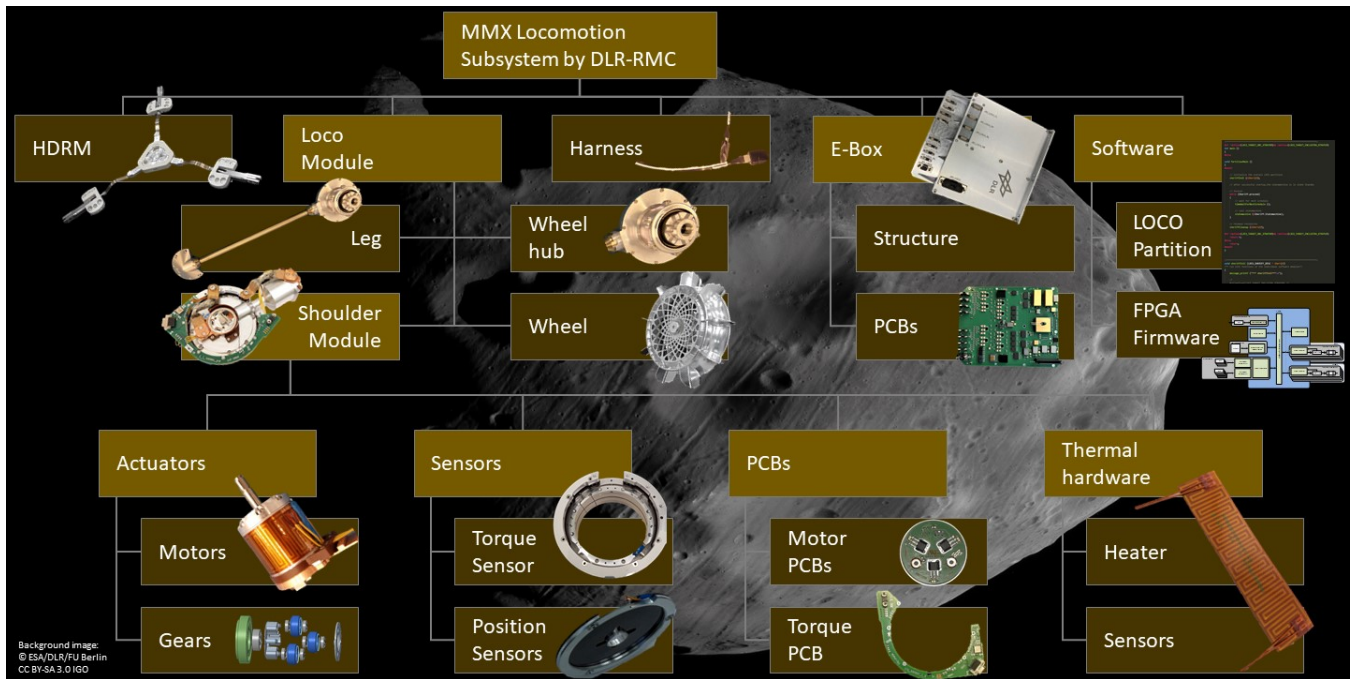 MMX Locomotion
Subsystem by DLR-RMC
HDRM
Loco
Module
Harness
E-Box
Software
DLR
Leg
Wheel
hub
Structure
LOCO
Partition
Shoulder
Module
Wheel
PCBs
FPGA
Firmware
Actuators
Sensors
PCBs
Thermal
hardware
Motors
Torque
Sensor
Motor
PCBs
Heater
Gears
Position
Sensors
Torque
PCB
Sensors
Background image:
© ESA/DLR/FU Berlin
CC BY-SA 3.0 IGO